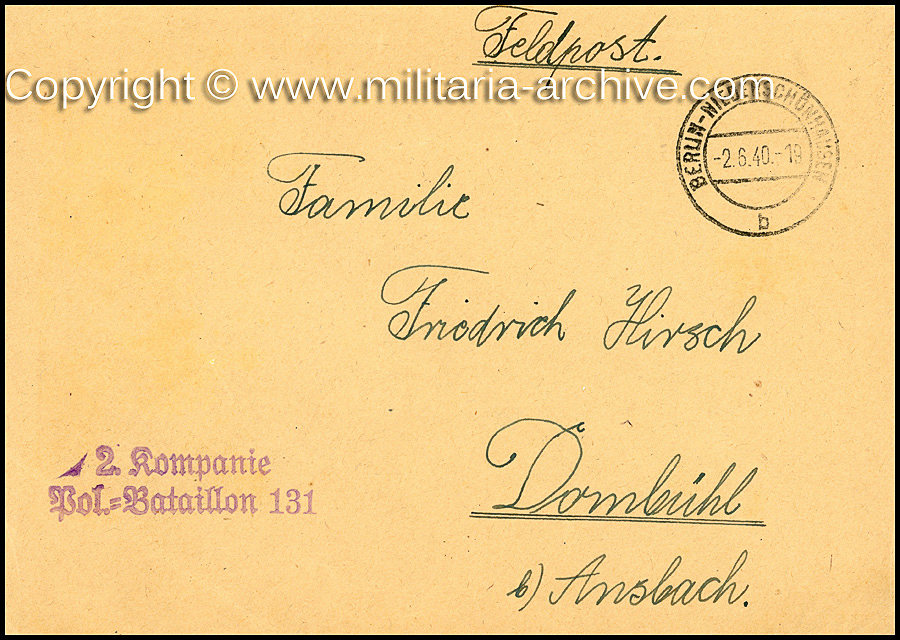 Feldpost.
Copyright © www.militaria-archive.com
BERLIN-NIEDERSCHÖNHAUSEN
-2.6.40.-19
b
Familie
Friedrich Hirsch
2. Kompanie
Pol.=Bataillon 131
Dombühl
b) Ansbach.